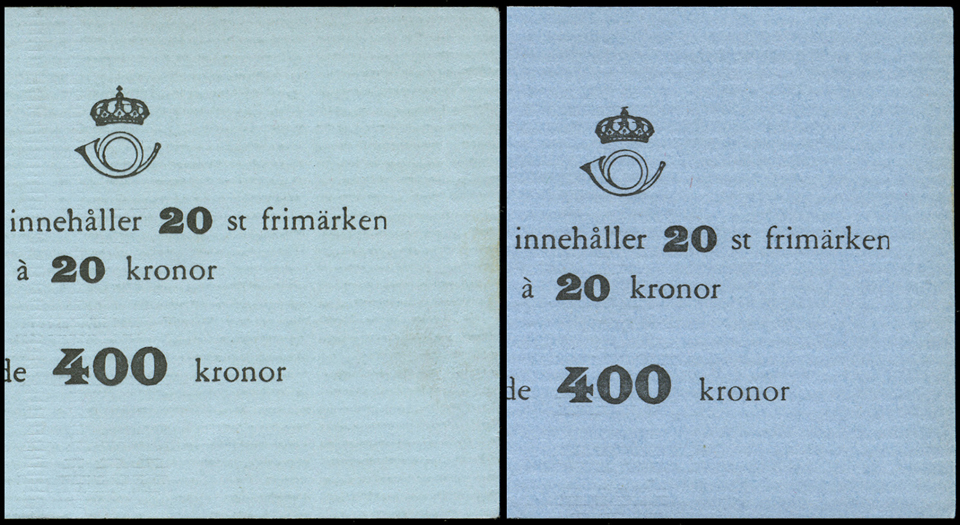 innehåller 20 st frimärken
à 20 kronor
de 400 kronor
innehåller 20 st frimärken
à 20 kronor
de 400 kronor